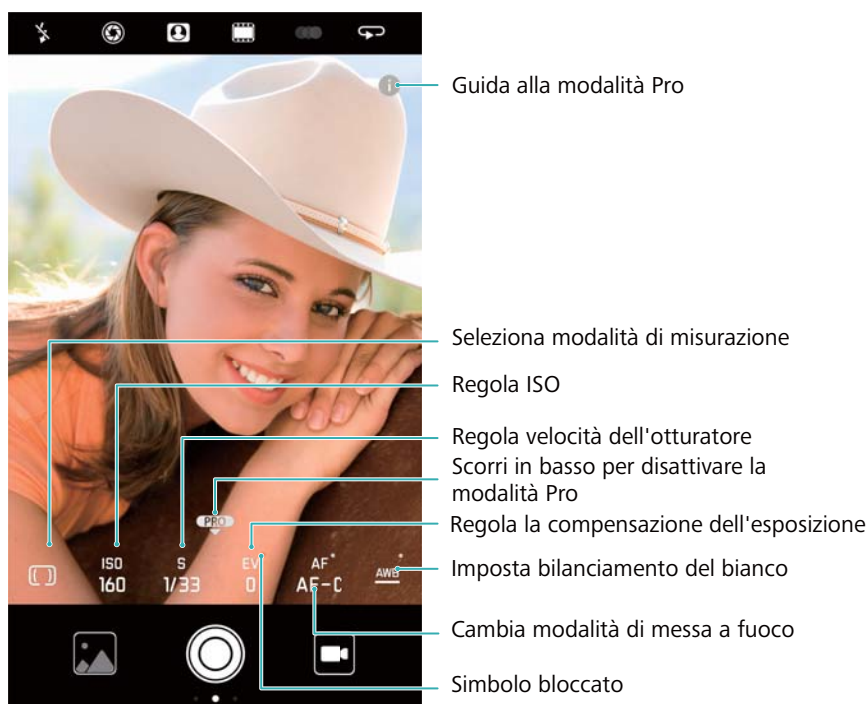 Guida alla modalità Pro
Seleziona modalità di misurazione
Regola ISO
Regola velocità dell'otturatore
Scorri in basso per disattivare la
modalità Pro
PRO
Regola la compensazione dell'esposizione
ISO S EV AF AWB
160 1/33 0 AF-C
Imposta bilanciamento del bianco
Cambia modalità di messa a fuoco
Simbolo bloccato